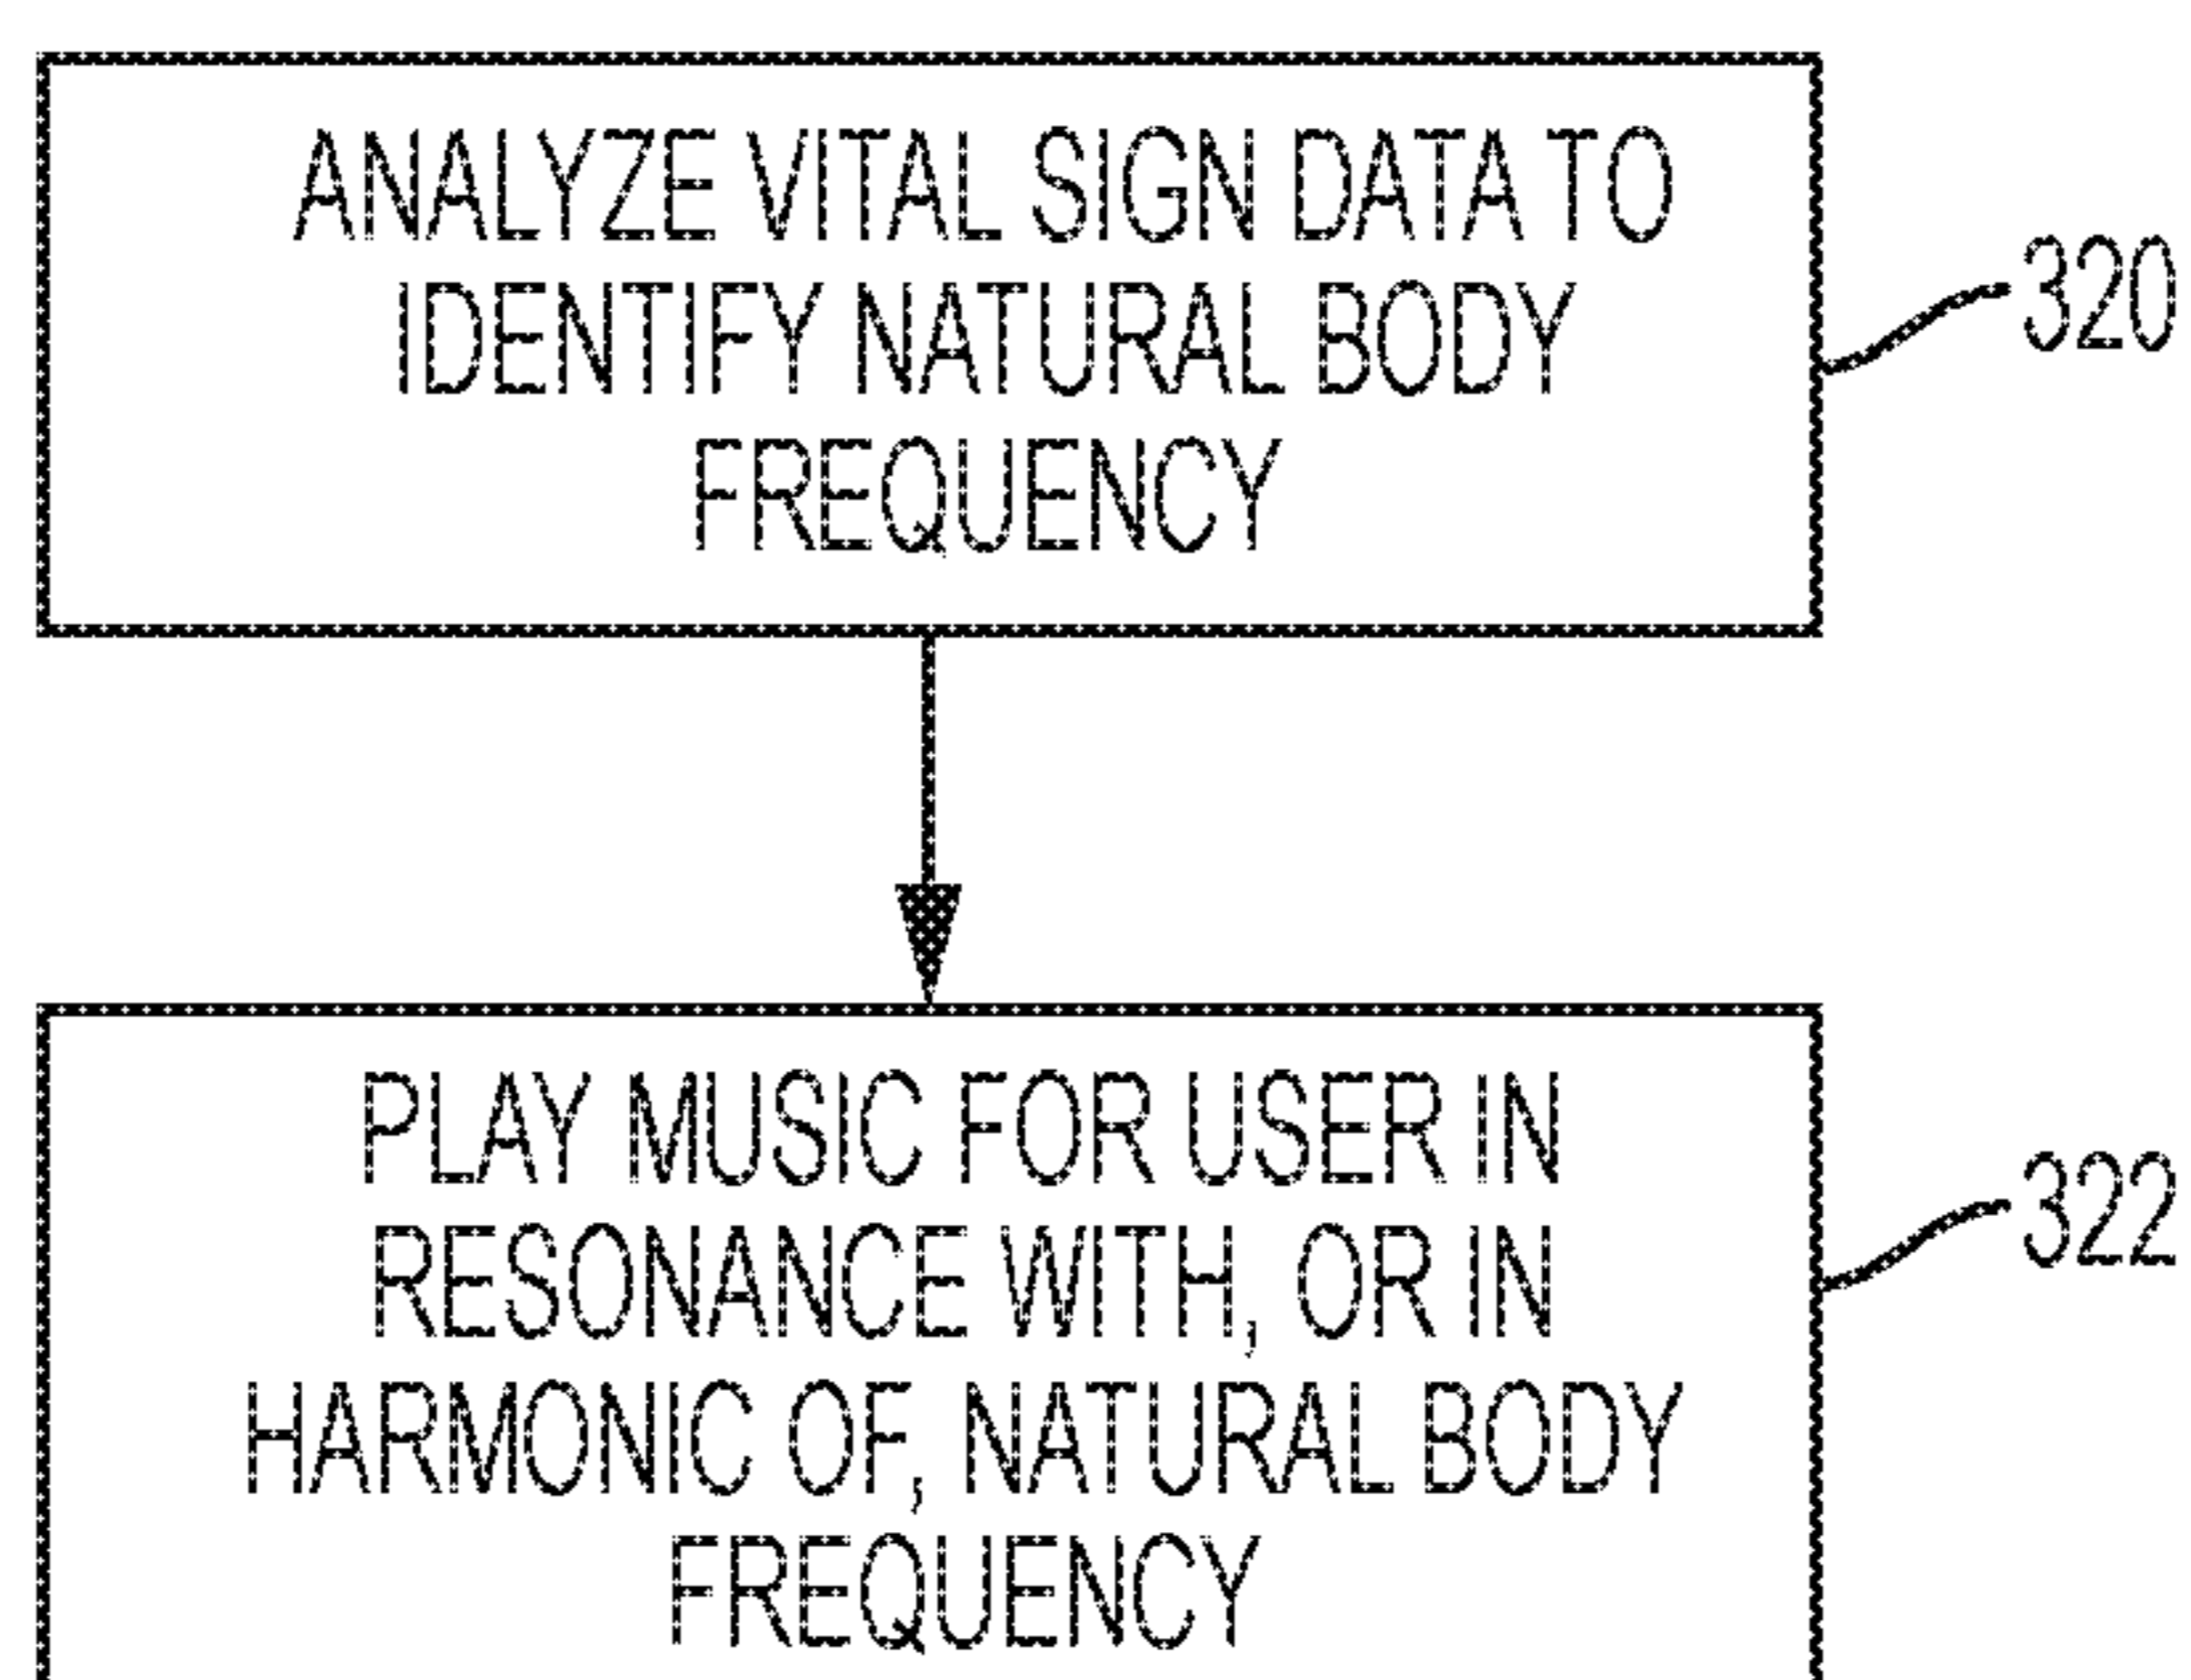 ANALYZE VITAL SIGN DATA TO
IDENTIFY NATURAL BODY
FREQUENCY
320
PLAY MUSIC FOR USER IN
RESONANCE WITH, OR IN
HARMONIC OF, NATURAL BODY
FREQUENCY
322